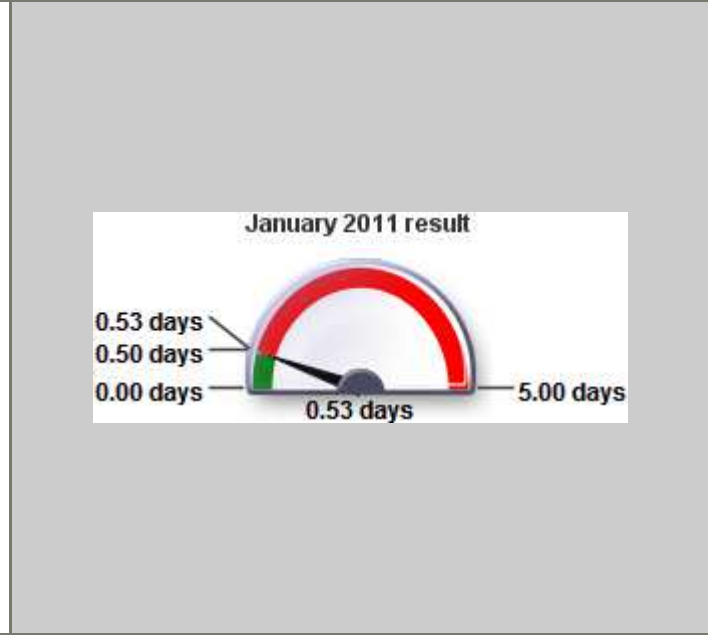 January 2011 result
0.53 days
0.50 days
0.00 days
5.00 days
0.53 days